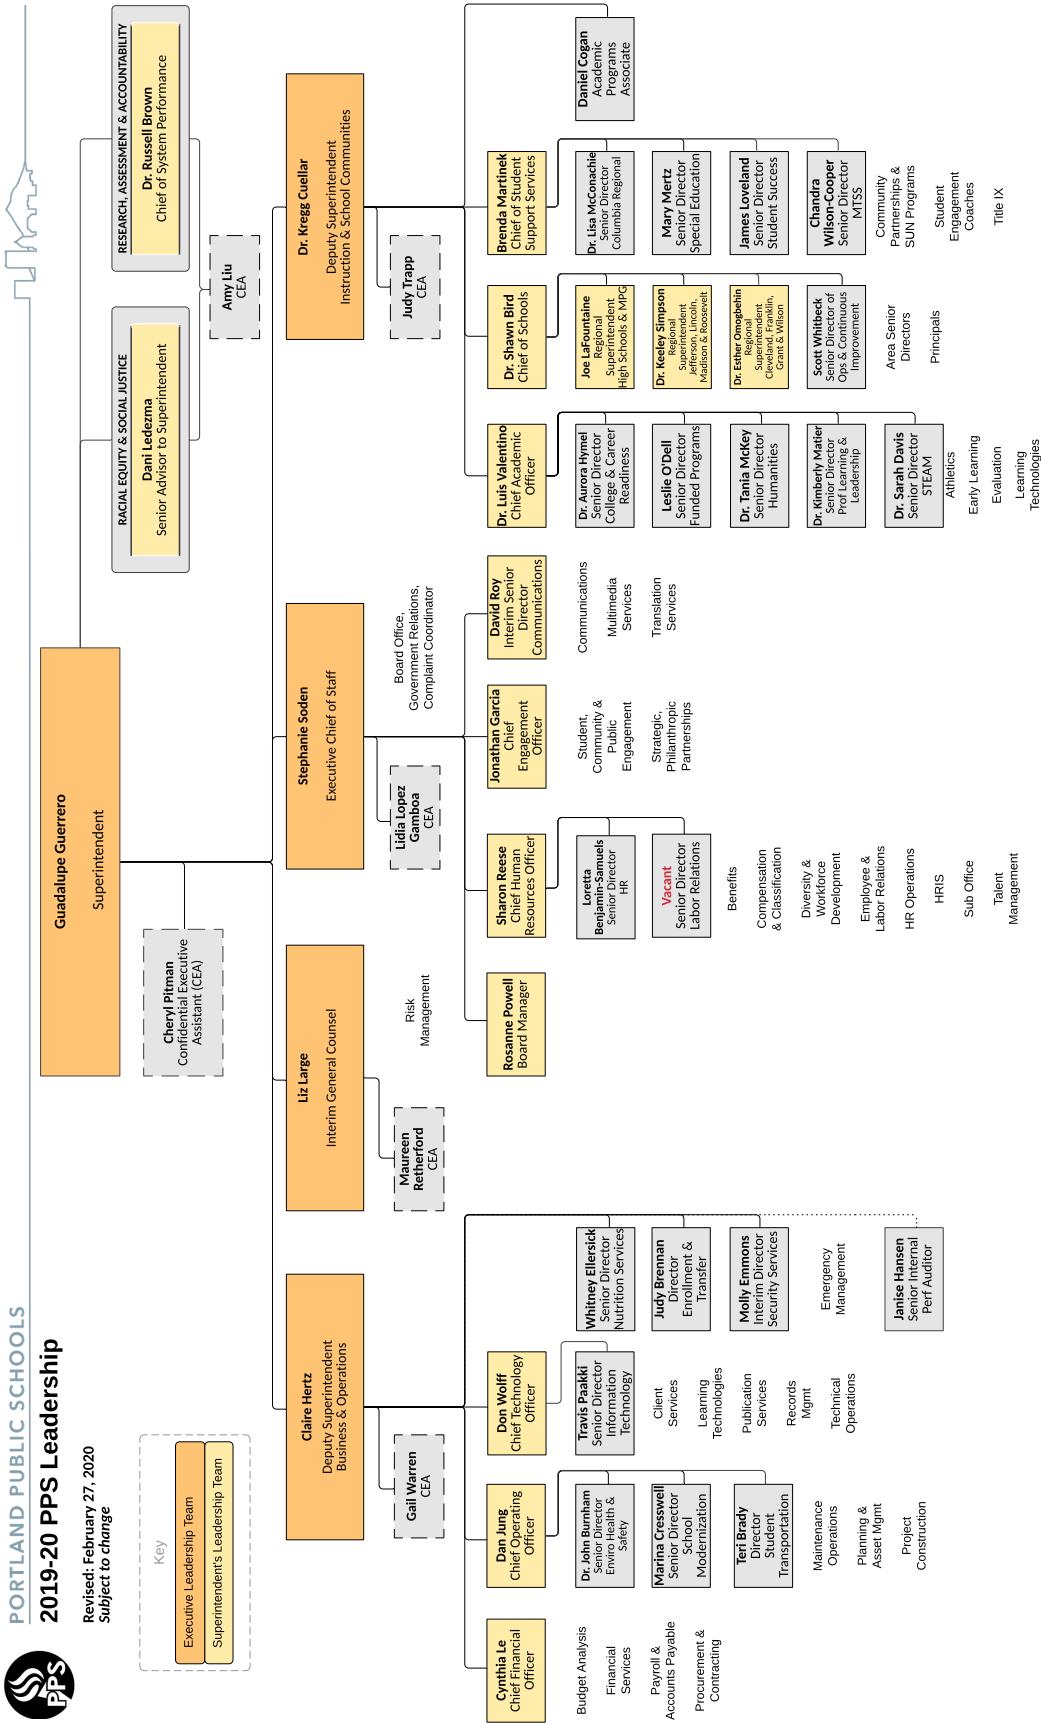 PPS
PORTLAND PUBLIC SCHOOLS
2019-20 PPS Leadership
Revised: February 27, 2020
Subject to change
Key
Executive Leadership Team
Superintendent's Leadership Team
Guadalupe Guerrero
Superintendent
Cheryl Pitman
Confidential Executive
Assistant (CEA)
RACIAL EQUITY & SOCIAL JUSTICE
Dani Ledezma
Senior Advisor to Superintendent
RESEARCH, ASSESSMENT & ACCOUNTABILITY
Dr. Russell Brown
Chief of System Performance
Amy Liu
CEA
Claire Hertz
Deputy Superintendent
Business & Operations
Gail Warren
CEA
Liz Large
Interim General Counsel
Maureen
Retherford
CEA
Risk
Management
Stephanie Soden
Executive Chief of Staff
Lidia Lopez
Gamboa
CEA
Board Office,
Government Relations,
Complaint Coordinator
Dr. Kregg Cuellar
Deputy Superintendent
Instruction & School Communities
Judy Trapp
CEA
Cynthia Le
Chief Financial
Officer
Budget Analysis
Financial
Services
Payroll &
Accounts Payable
Procurement &
Contracting
Dan Jung
Chief Operating
Officer
Dr. John Burnham
Senior Director
Enviro Health &
Safety
Marina Cresswell
Senior Director
School
Modernization
Teri Brady
Director
Student
Transportation
Maintenance
Operations
Planning &
Asset Mgmt
Project
Construction
Don Wolff
Chief Technology
Officer
Travis Paakki
Senior Director
Information
Technology
Client
Services
Learning
Technologies
Publication
Services
Records
Mgmt
Technical
Operations
Whitney Ellersick
Senior Director
Nutrition Services
Judy Brennan
Director
Enrollment &
Transfer
Molly Emmons
Interim Director
Security Services
Emergency
Management
Janise Hansen
Senior Internal
Perf Auditor
Rosanne Powell
Board Manager
Sharon Reese
Chief Human
Resources Officer
Loretta
Benjamin-Samuels
Senior Director
HR
Vacant
Senior Director
Labor Relations
Benefits
Compensation
& Classification
Diversity &
Workforce
Development
Employee &
Labor Relations
HR Operations
HRIS
Sub Office
Talent
Management
Jonathan Garcia
Chief
Engagement
Officer
Student,
Community &
Public
Engagement
Strategic,
Philanthropic
Partnerships
David Roy
Interim Senior
Director
Communications
Communications
Multimedia
Services
Translation
Services
Dr. Luis Valentino
Chief Academic
Officer
Dr. Aurora Hymel
Senior Director
College & Career
Readiness
Leslie O'Dell
Senior Director
Funded Programs
Dr. Tania McKey
Senior Director
Humanities
Dr. Kimberly Matier
Senior Director
Prof Learning &
Leadership
Dr. Sarah Davis
Senior Director
STEAM
Athletics
Early Learning
Evaluation
Learning
Technologies
Dr. Shawn Bird
Chief of Schools
Joe LaFountaine
Regional
Superintendent
High Schools & MPG
Dr. Keeley Simpson
Regional
Superintendent
Jefferson, Lincoln,
Madison & Roosevelt
Dr. Esther Omogbehin
Regional
Superintendent
Cleveland, Franklin,
Grant & Wilson
Scott Whitbeck
Senior Director of
Ops & Continuous
Improvement
Area Senior
Directors
Principals
Brenda Martinek
Chief of Student
Support Services
Dr. Lisa McConachie
Senior Director
Columbia Regional
Mary Mertz
Senior Director
Special Education
James Loveland
Senior Director
Student Success
Chandra
Wilson-Cooper
Senior Director
MTSS
Community
Partnerships &
SUN Programs
Student
Engagement
Coaches
Title IX
Daniel Cogan
Academic
Programs
Associate